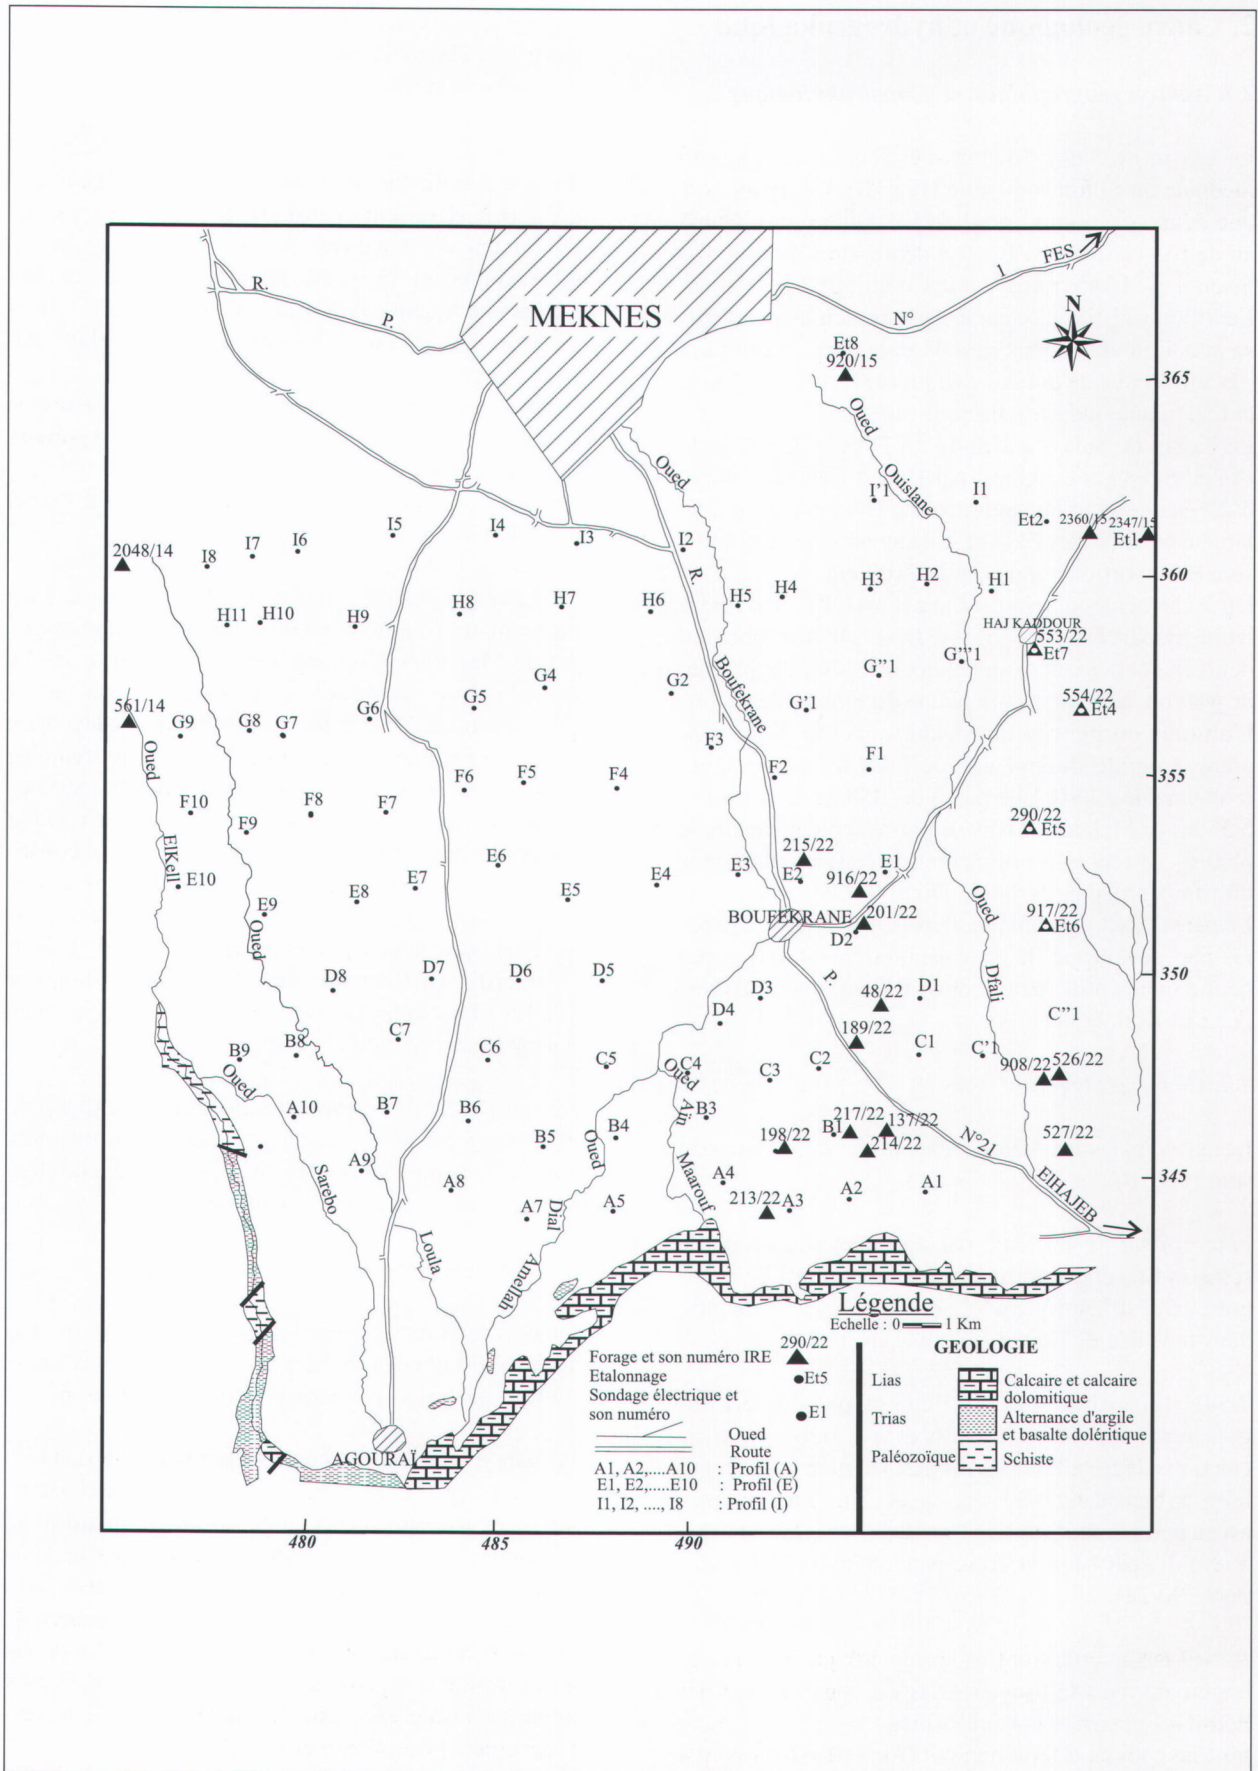 FES
1
R.
MEKNES
P.
N°
N
Et8
920/15
365
Oued
Oued
Ouislane
I'1
I1
Et2
2360/15
2347/15
Et1
I5
I4
I3
I2
I6
I7
I8
2048/14
R.
360
H11
H10
H9
H8
H7
H6
H5
H4
H3
H2
H1
HAJ KADDOUR
553/22
Et7
Boufekrane
G'''1
G''1
G'1
G2
G4
G5
G6
G7
G8
G9
561/14
554/22
Et4
Oued
F3
F2
F1
355
F4
F5
F6
F7
F8
F9
F10
ElKell
290/22
Et5
215/22
E1
E2
E3
E4
E5
E6
E7
E8
E9
E10
916/22
BOUFEKRANE
201/22
D2
Oued
Oued
917/22
Et6
Dfali
350
P.
D1
D3
D4
D5
D6
D7
D8
48/22
C''1
189/22
C'1
C1
C2
C3
C4
C5
C6
C7
B8
B9
908/22
526/22
Oued
Oued
Aïn
Maarouf
A10
B7
B6
B5
B4
B3
B1
217/22
137/22
214/22
198/22
N°21
527/22
345
Oued
Sarebo
A9
A8
A7
A5
A4
A3
A2
A1
213/22
ElHAJEB
Loula
Dial
Amellah
AGOURAÏ
Légende
Echelle : 0 1 Km
290/22
Forage et son numéro IRE
Etalonnage
Et5
Sondage électrique et
son numéro
E1
Oued
Route
A1, A2,....A10 : Profil (A)
E1, E2,.....E10 : Profil (E)
I1, I2, ...., I8 : Profil (I)
GEOLOGIE
Lias
Calcaire et calcaire
dolomitique
Trias
Alternance d'argile
et basalte doléritique
Paléozoïque
Schiste
480
485
490